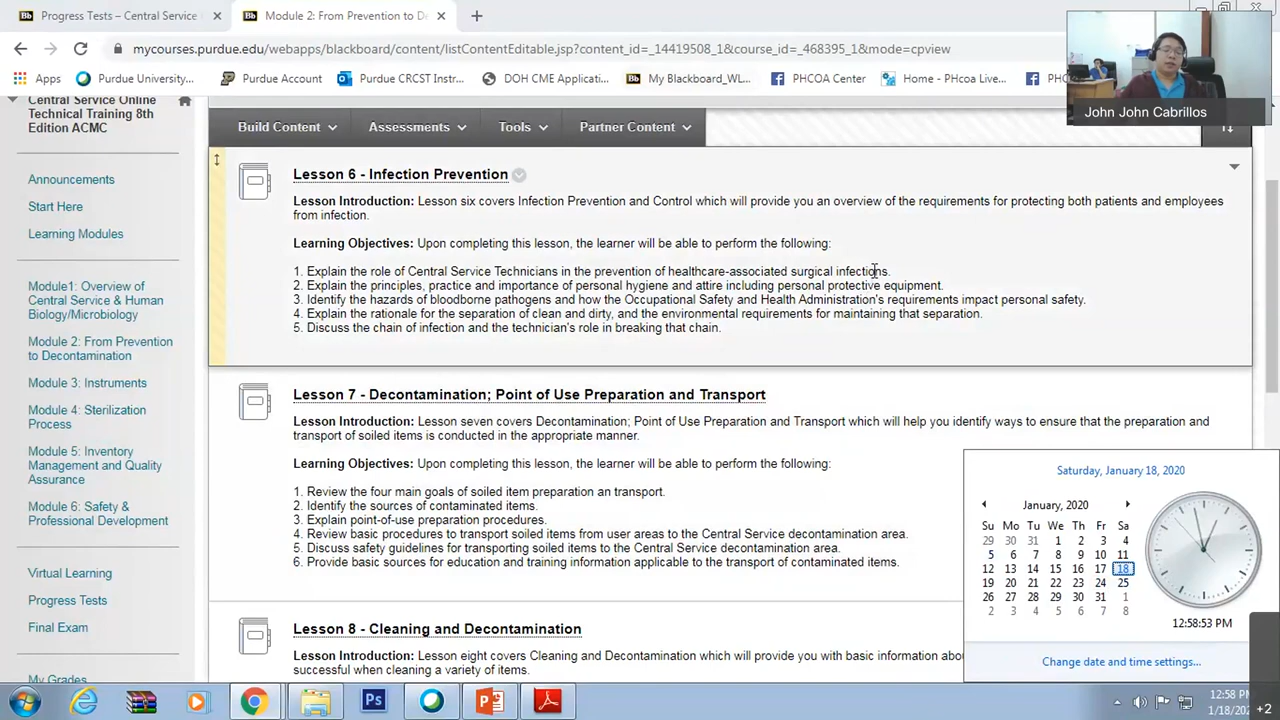 Progress Tests – Central Service
Module 2: From Prevention to De
mycourses.purdue.edu/webapps/blackboard/content/listContentEditable.jsp?content_id=_14419508_1&course_id=_468395_1&mode=cpview
Apps
Purdue University...
Purdue Account
Purdue CRCST Instr...
DOH CME Applicati...
My Blackboard_WL...
PHCOA Center
Home - PHcoa Live...
John John Cabrillos
Central Service Online
Technical Training 8th
Edition ACMC
Announcements
Start Here
Learning Modules
Module1: Overview of
Central Service & Human
Biology/Microbiology
Module 2: From Prevention
to Decontamination
Module 3: Instruments
Module 4: Sterilization
Process
Module 5: Inventory
Management and Quality
Assurance
Module 6: Safety &
Professional Development
Virtual Learning
Progress Tests
Final Exam
My Grades
Build Content
Assessments
Tools
Partner Content
Lesson 6 - Infection Prevention
Lesson Introduction: Lesson six covers Infection Prevention and Control which will provide you an overview of the requirements for protecting both patients and employees
from infection.
Learning Objectives: Upon completing this lesson, the learner will be able to perform the following:
1. Explain the role of Central Service Technicians in the prevention of healthcare-associated surgical infections.
2. Explain the principles, practice and importance of personal hygiene and attire including personal protective equipment.
3. Identify the hazards of bloodborne pathogens and how the Occupational Safety and Health Administration's requirements impact personal safety.
4. Explain the rationale for the separation of clean and dirty, and the environmental requirements for maintaining that separation.
5. Discuss the chain of infection and the technician's role in breaking that chain.
Lesson 7 - Decontamination; Point of Use Preparation and Transport
Lesson Introduction: Lesson seven covers Decontamination; Point of Use Preparation and Transport which will help you identify ways to ensure that the preparation and
transport of soiled items is conducted in the appropriate manner.
Learning Objectives: Upon completing this lesson, the learner will be able to perform the following:
1. Review the four main goals of soiled item preparation an transport.
2. Identify the sources of contaminated items.
3. Explain point-of-use preparation procedures.
4. Review basic procedures to transport soiled items from user areas to the Central Service decontamination area.
5. Discuss safety guidelines for transporting soiled items to the Central Service decontamination area.
6. Provide basic sources for education and training information applicable to the transport of contaminated items.
Lesson 8 - Cleaning and Decontamination
Lesson Introduction: Lesson eight covers Cleaning and Decontamination which will provide you with basic information
successful when cleaning a variety of items.
Saturday, January 18, 2020
January, 2020
Su Mo Tu We Th Fr Sa
29 30 31 1 2 3 4
5 6 7 8 9 10 11
12 13 14 15 16 17 18
19 20 21 22 23 24 25
26 27 28 29 30 31 1
2 3 4 5 6 7 8
12:58:53 PM
Change date and time settings...
12:58 PM
1/18/2020
+2